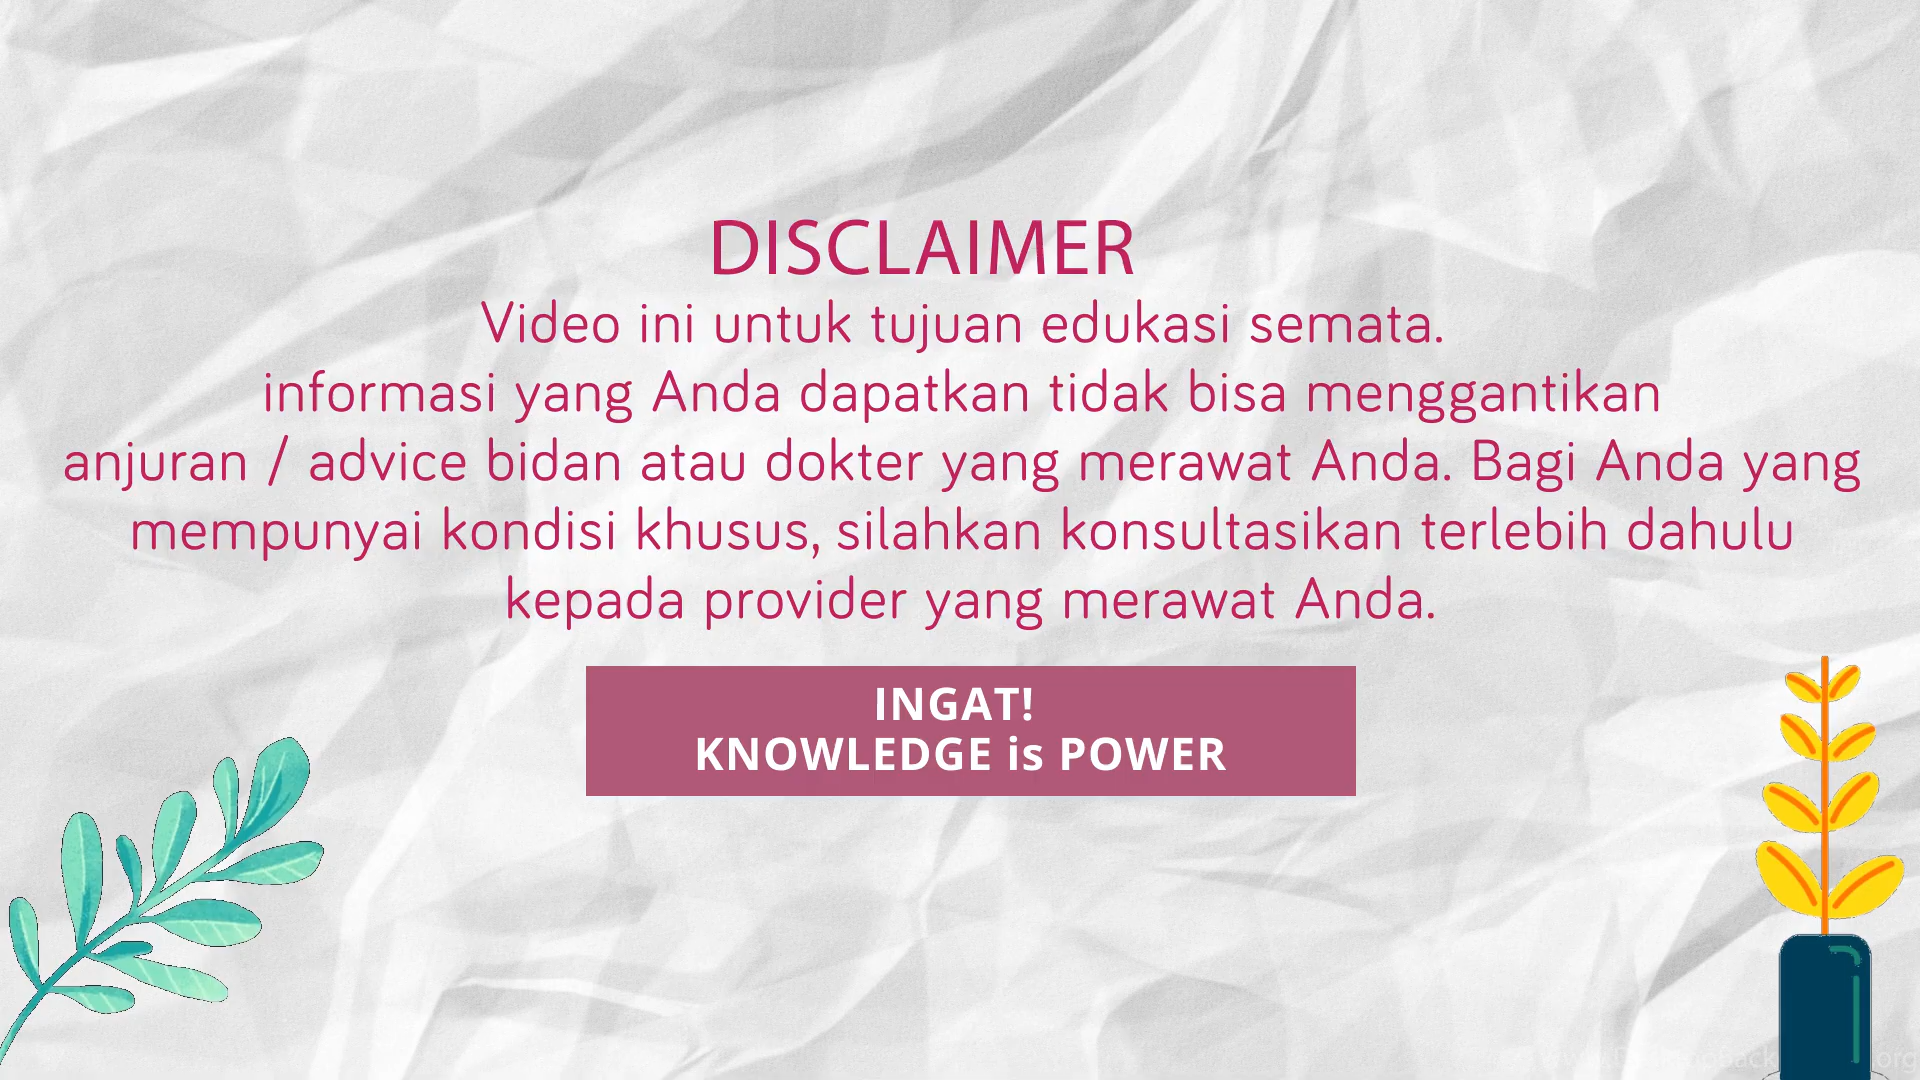 DISCLAIMER
Video ini untuk tujuan edukasi semata.
informasi yang Anda dapatkan tidak bisa menggantikan
anjuran / advice bidan atau dokter yang merawat Anda. Bagi Anda yang
mempunyai kondisi khusus, silahkan konsultasikan terlebih dahulu
kepada provider yang merawat Anda.
INGAT!
KNOWLEDGE is POWER